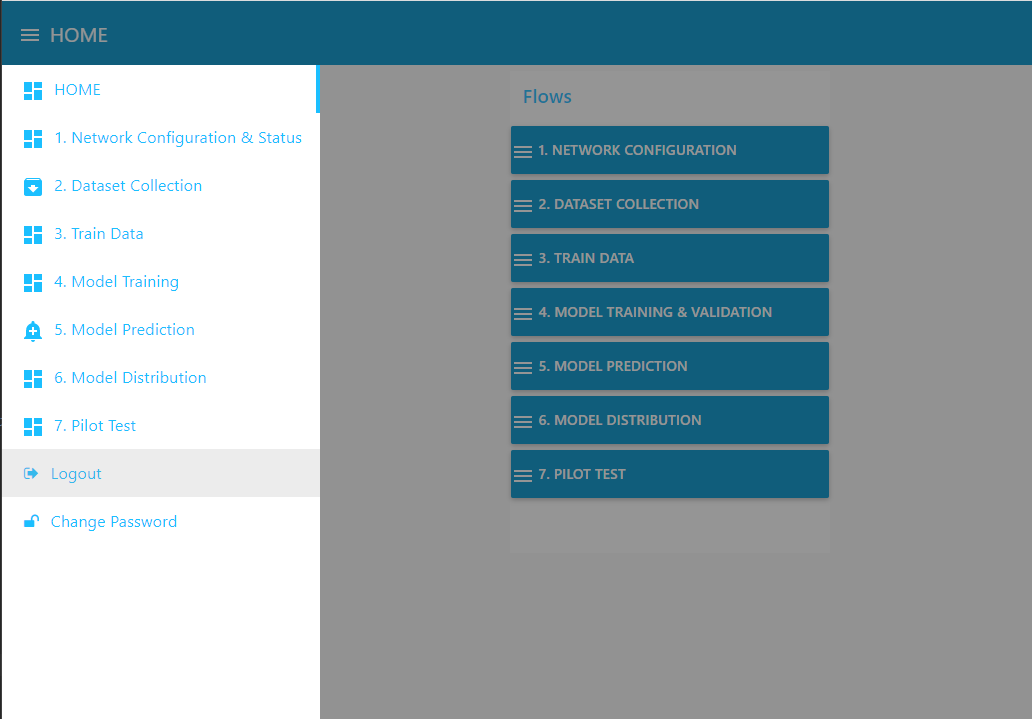 HOME
HOME
1. Network Configuration & Status
2. Dataset Collection
3. Train Data
4. Model Training
5. Model Prediction
6. Model Distribution
7. Pilot Test
Logout
Change Password
Flows
1. NETWORK CONFIGURATION
2. DATASET COLLECTION
3. TRAIN DATA
4. MODEL TRAINING & VALIDATION
5. MODEL PREDICTION
6. MODEL DISTRIBUTION
7. PILOT TEST